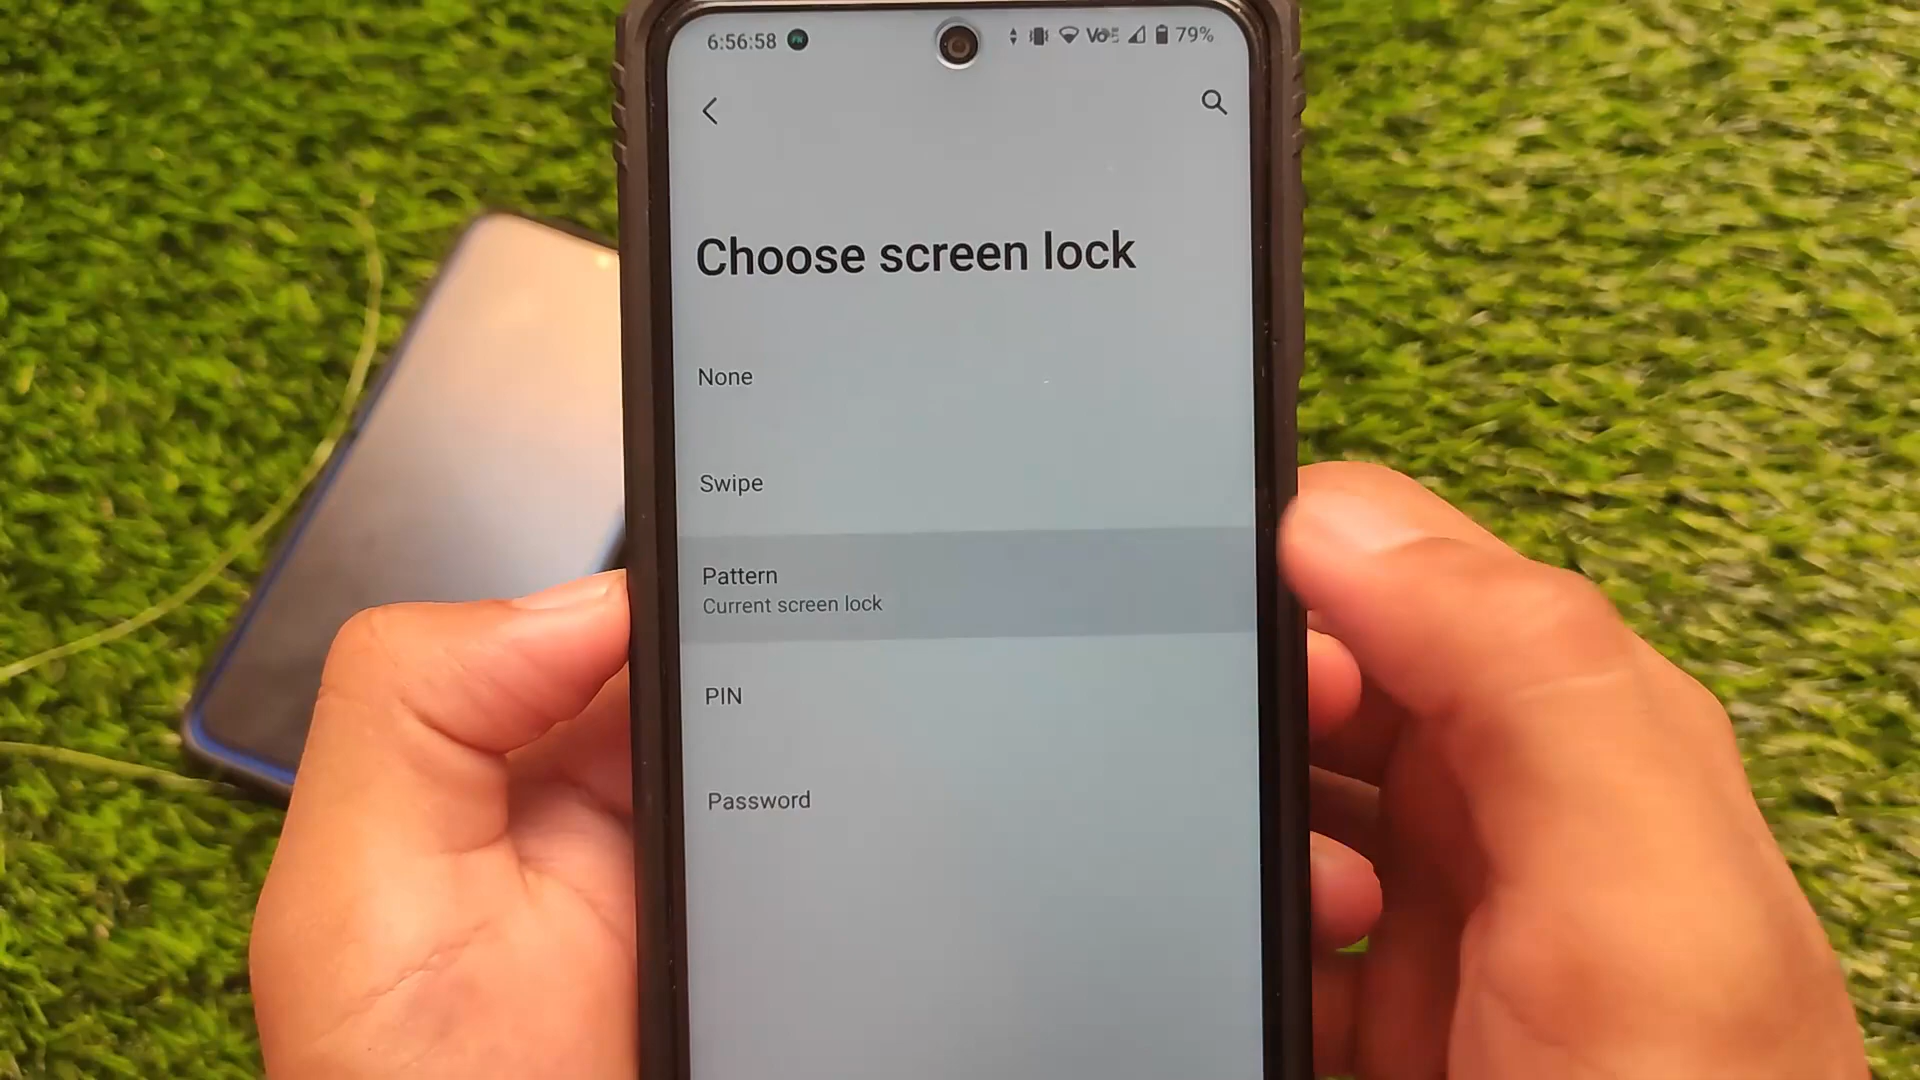 6:56:58 79%
Choose screen lock
None
Swipe
Pattern
Current screen lock
PIN
Password